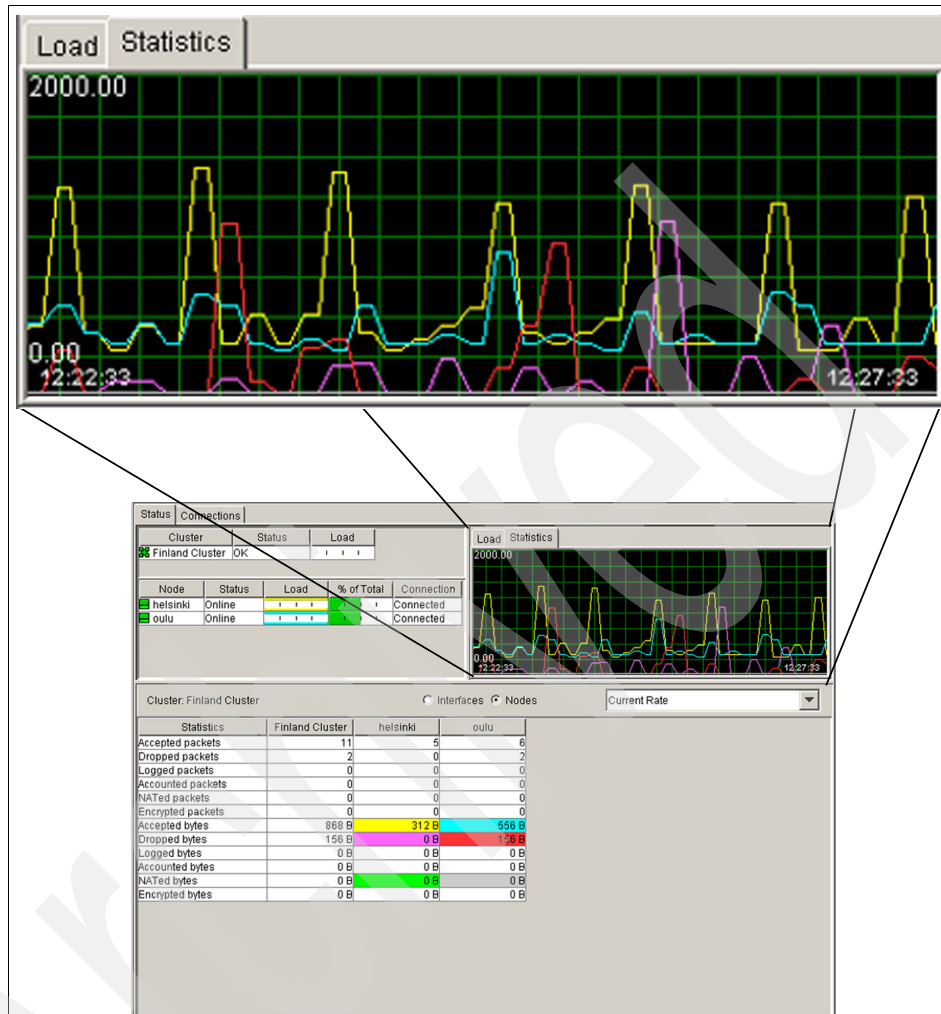 Load Statistics
2000.00
0.00
12:22:33 12:27:33
Status Connections
Cluster Status Load
Finland Cluster OK
Node Status Load % of Total Connection
helsinki Online Connected
oulu Online Connected
Load Statistics
2000.00
0.00
12:22:33 12:27:33
Cluster: Finland Cluster Interfaces Nodes Current Rate
Statistics Finland Cluster helsinki oulu
Accepted packets 11 5 6
Dropped packets 2 0 2
Logged packets 0 0 0
Accounted packets 0 0 0
NATed packets 0 0 0
Encrypted packets 0 0 0
Accepted bytes 868 B 312 B 556 B
Dropped bytes 156 B 0 B 156 B
Logged bytes 0 B 0 B 0 B
Accounted bytes 0 B 0 B 0 B
NATed bytes 0 B 0 B 0 B
Encrypted bytes 0 B 0 B 0 B